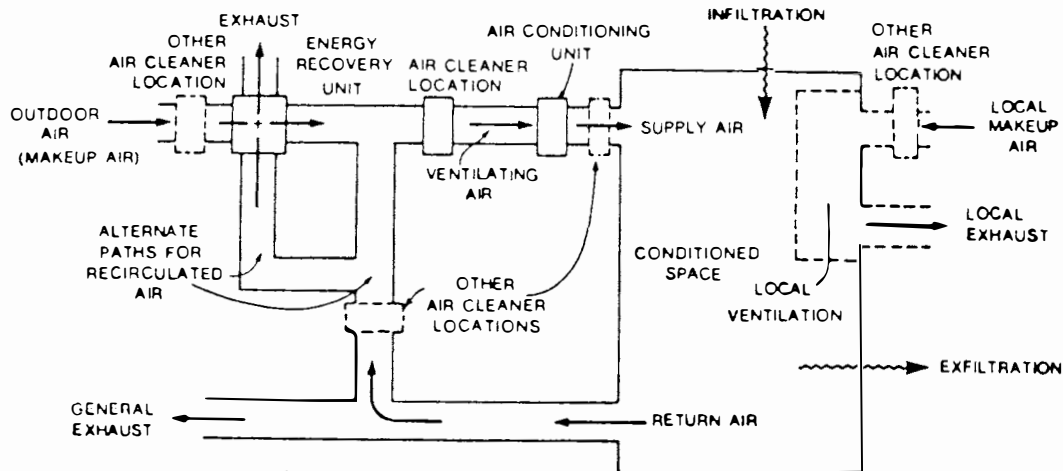 EXHAUST
OTHER
AIR CLEANER
LOCATION
ENERGY
RECOVERY
UNIT
AIR CLEANER
LOCATION
AIR CONDITIONING
UNIT
INFILTRATION
OTHER
AIR CLEANER
LOCATION
OUTDOOR
AIR
(MAKEUP AIR)
VENTILATING
AIR
SUPPLY AIR
LOCAL
MAKEUP
AIR
ALTERNATE
PATHS FOR
RECIRCULATED
AIR
OTHER
AIR CLEANER
LOCATIONS
CONDITIONED
SPACE
LOCAL
VENTILATION
LOCAL
EXHAUST
EXFILTRATION
GENERAL
EXHAUST
RETURN AIR